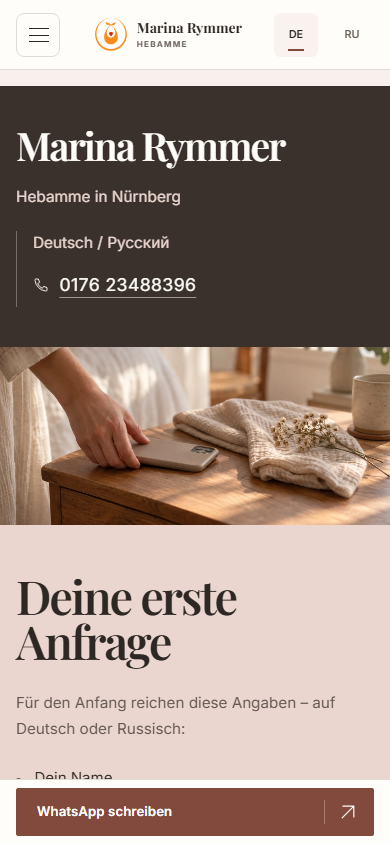 Marina Rymmer
HEBAMME
DE
RU
Marina Rymmer
Hebamme in Nürnberg
Deutsch / Русский
0176 23488396
Deine erste
Anfrage
Für den Anfang reichen diese Angaben – auf
Deutsch oder Russisch:
Dein Name
WhatsApp schreiben